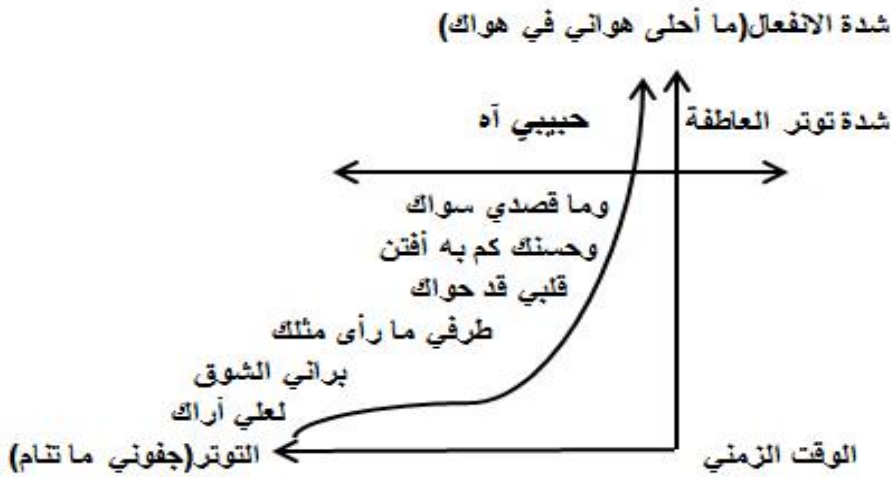 شدة الانفعال(ما أحلى هواني في هواك)
شدة توتر العاطفة
حبيبي آه
وما قصدي سواك
وحسنك كم به أفتن
قلبي قد حواك
طرفي ما رأى مثلك
براني الشوق
لعلي أراك
الوقت الزمني
التوتر(جفوني ما تنام)